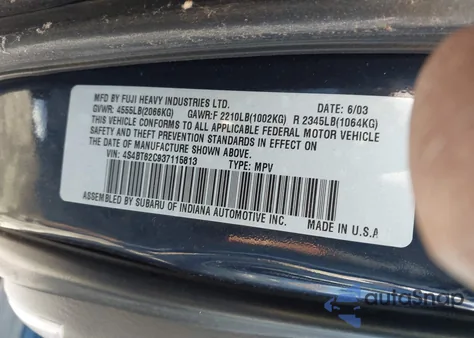 MFD BY FUJI HEAVY INDUSTRIES LTD. DATE: 6/03
GVWR: 4555LB(2066KG) GAWR:F 2210LB(1002KG) R 2345LB(1064KG)
THIS VEHICLE CONFORMS TO ALL APPLICABLE FEDERAL MOTOR VEHICLE
SAFETY AND THEFT PREVENTION STANDARDS IN EFFECT ON
THE DATE OF MANUFACTURE SHOWN ABOVE.
VIN: 4S4BT62C937115813 TYPE: MPV
ASSEMBLED BY SUBARU OF INDIANA AUTOMOTIVE INC. MADE IN U.S.A
autoSnap